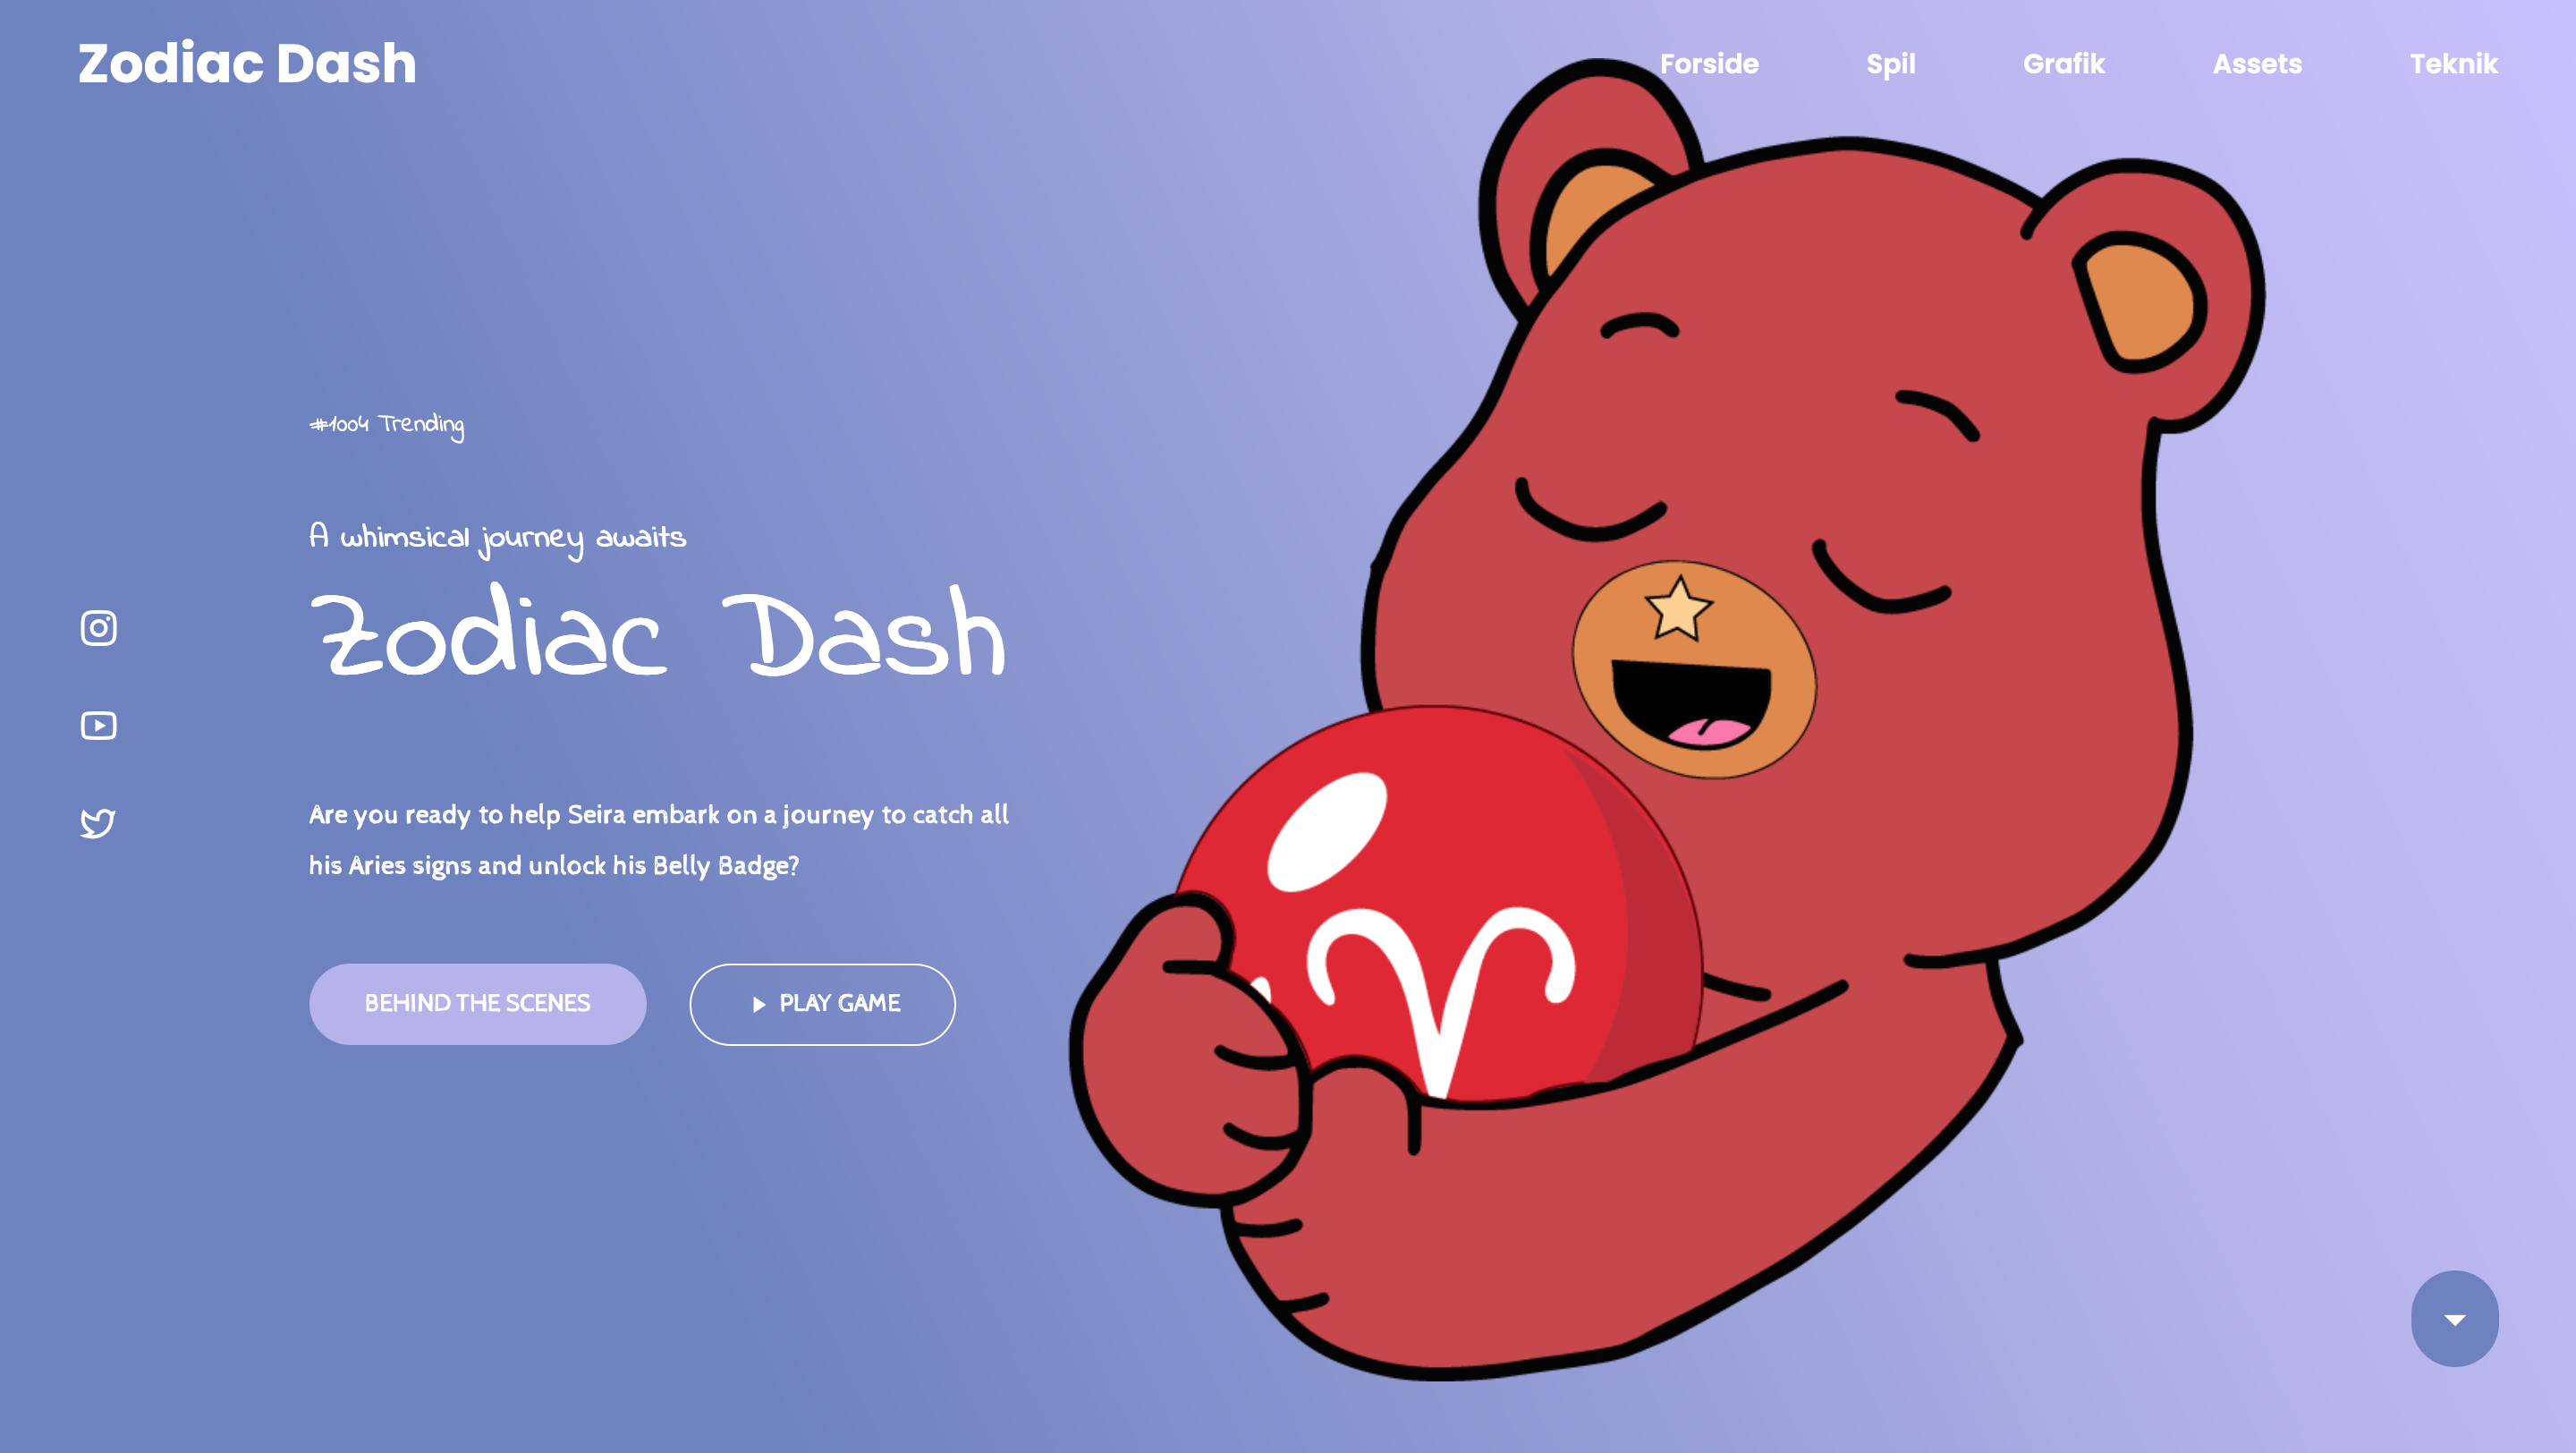 Zodiac Dash
Forside Spil Grafik Assets Teknik
#1004 Trending
A whimsical journey awaits
Zodiac Dash
Are you ready to help Seira embark on a journey to catch all
his Aries signs and unlock his Belly Badge?
BEHIND THE SCENES
PLAY GAME